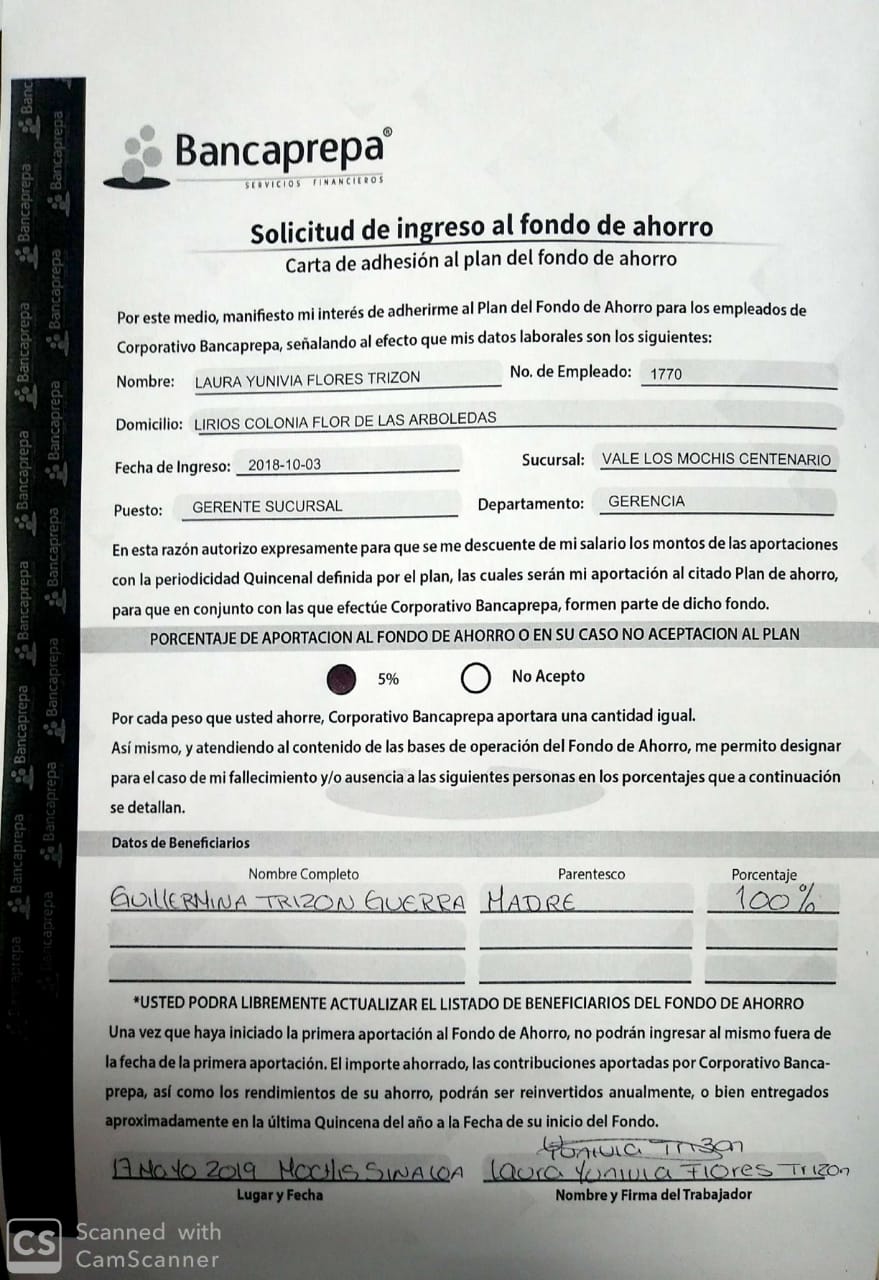 Bancaprepa®
SERVICIOS FINANCIEROS
Solicitud de ingreso al fondo de ahorro
Carta de adhesión al plan del fondo de ahorro
Por este medio, manifiesto mi interés de adherirme al Plan del Fondo de Ahorro para los empleados de
Corporativo Bancaprepa, señalando al efecto que mis datos laborales son los siguientes:
Nombre: LAURA YUNIVIA FLORES TRIZON No. de Empleado: 1770
Domicilio: LIRIOS COLONIA FLOR DE LAS ARBOLEDAS
Fecha de Ingreso: 2018-10-03 Sucursal: VALE LOS MOCHIS CENTENARIO
Puesto: GERENTE SUCURSAL Departamento: GERENCIA
En esta razón autorizo expresamente para que se me descuente de mi salario los montos de las aportaciones
con la periodicidad Quincenal definida por el plan, las cuales serán mi aportación al citado Plan de ahorro,
para que en conjunto con las que efectúe Corporativo Bancaprepa, formen parte de dicho fondo.
PORCENTAJE DE APORTACION AL FONDO DE AHORRO O EN SU CASO NO ACEPTACION AL PLAN
5% No Acepto
Por cada peso que usted ahorre, Corporativo Bancaprepa aportara una cantidad igual.
Así mismo, y atendiendo al contenido de las bases de operación del Fondo de Ahorro, me permito designar
para el caso de mi fallecimiento y/o ausencia a las siguientes personas en los porcentajes que a continuación
se detallan.
Datos de Beneficiarios
Nombre Completo Parentesco Porcentaje
GUILLERMINA TRIZON GUERRA MADRE 100%
*USTED PODRA LIBREMENTE ACTUALIZAR EL LISTADO DE BENEFICIARIOS DEL FONDO DE AHORRO
Una vez que haya iniciado la primera aportación al Fondo de Ahorro, no podrán ingresar al mismo fuera de
la fecha de la primera aportación. El importe ahorrado, las contribuciones aportadas por Corporativo Banca-
prepa, así como los rendimientos de su ahorro, podrán ser reinvertidos anualmente, o bien entregados
aproximadamente en la última Quincena del año a la Fecha de su inicio del Fondo.
Yunivia Trizon
17 Mayo 2019 Mochis SINALOA Laura Yunivia Flores Trizon
Lugar y Fecha Nombre y Firma del Trabajador
CS Scanned with
CamScanner